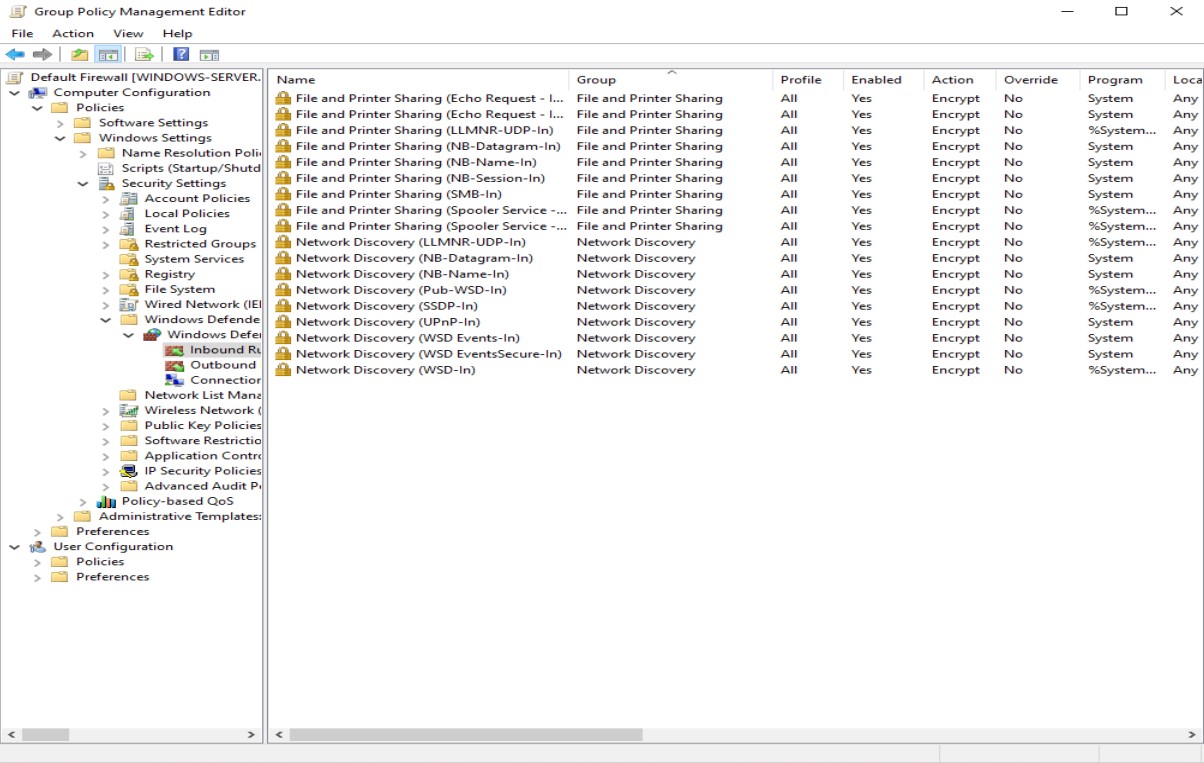 Group Policy Management Editor
File Action View Help
Default Firewall [WINDOWS-SERVER.
Computer Configuration
Policies
Software Settings
Windows Settings
Name Resolution Poli
Scripts (Startup/Shutd
Security Settings
Account Policies
Local Policies
Event Log
Restricted Groups
System Services
Registry
File System
Wired Network (IEI
Windows Defende
Windows Defer
Inbound Ru
Outbound
Connection
Network List Mana
Wireless Network (
Public Key Policies
Software Restrictio
Application Contro
IP Security Policies
Advanced Audit P
Policy-based QoS
Administrative Templates:
Preferences
User Configuration
Policies
Preferences
Name Group Profile Enabled Action Override Program Loca
File and Printer Sharing (Echo Request - I... File and Printer Sharing All Yes Encrypt No System Any
File and Printer Sharing (Echo Request - I... File and Printer Sharing All Yes Encrypt No System Any
File and Printer Sharing (LLMNR-UDP-In) File and Printer Sharing All Yes Encrypt No %System... Any
File and Printer Sharing (NB-Datagram-In) File and Printer Sharing All Yes Encrypt No System Any
File and Printer Sharing (NB-Name-In) File and Printer Sharing All Yes Encrypt No System Any
File and Printer Sharing (NB-Session-In) File and Printer Sharing All Yes Encrypt No System Any
File and Printer Sharing (SMB-In) File and Printer Sharing All Yes Encrypt No System Any
File and Printer Sharing (Spooler Service -... File and Printer Sharing All Yes Encrypt No %System... Any
File and Printer Sharing (Spooler Service -... File and Printer Sharing All Yes Encrypt No %System... Any
Network Discovery (LLMNR-UDP-In) Network Discovery All Yes Encrypt No %System... Any
Network Discovery (NB-Datagram-In) Network Discovery All Yes Encrypt No System Any
Network Discovery (NB-Name-In) Network Discovery All Yes Encrypt No System Any
Network Discovery (Pub-WSD-In) Network Discovery All Yes Encrypt No %System... Any
Network Discovery (SSDP-In) Network Discovery All Yes Encrypt No %System... Any
Network Discovery (UPnP-In) Network Discovery All Yes Encrypt No System Any
Network Discovery (WSD Events-In) Network Discovery All Yes Encrypt No System Any
Network Discovery (WSD EventsSecure-In) Network Discovery All Yes Encrypt No System Any
Network Discovery (WSD-In) Network Discovery All Yes Encrypt No %System... Any